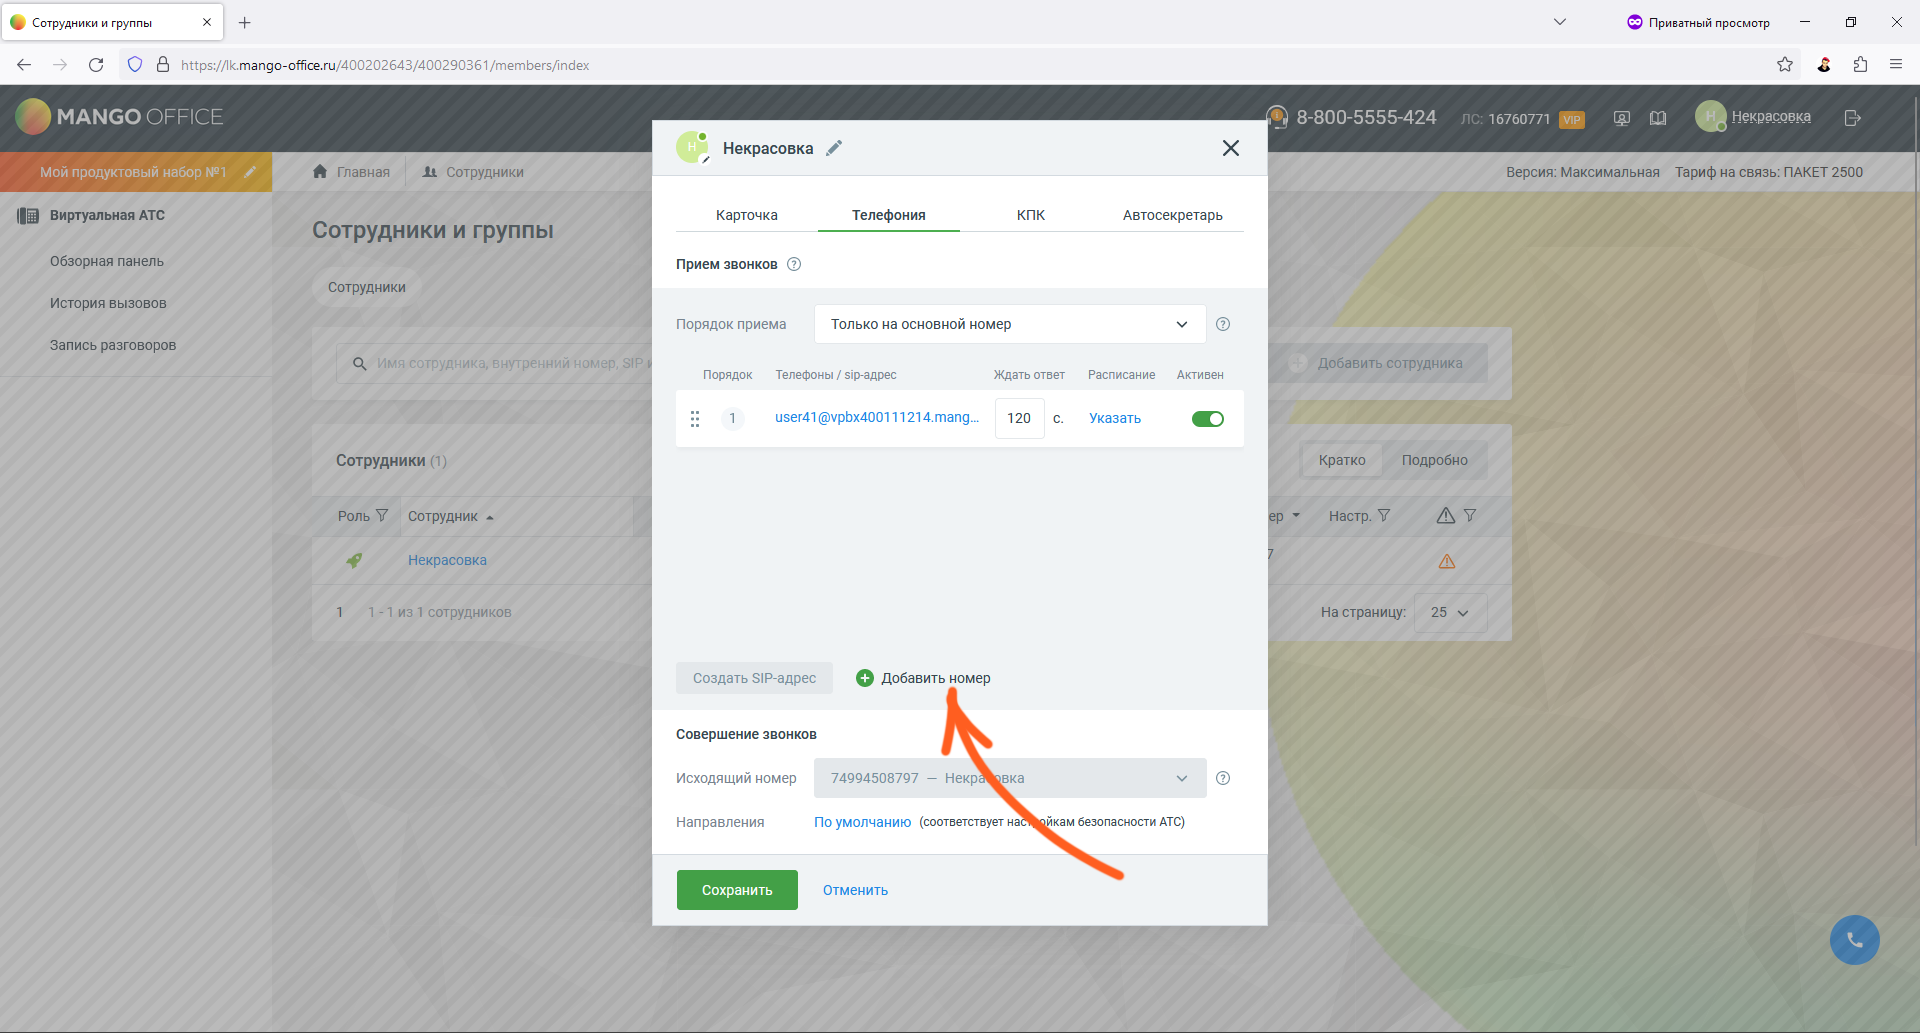 Сотрудники и группы
Приватный просмотр
https://lk.mango-office.ru/400202643/400290361/members/index
MANGO OFFICE
8-800-5555-424
ЛС: 16760771 VIP
Н
Некрасовка
Мой продуктовый набор №1
Главная
Сотрудники
Версия: Максимальная
Тариф на связь: ПАКЕТ 2500
Виртуальная АТС
Обзорная панель
История вызовов
Запись разговоров
Сотрудники и группы
Сотрудники
Имя сотрудника, внутренний номер, SIP и
Добавить сотрудника
Сотрудники (1)
Кратко
Подробно
Роль
Сотрудник
ер
Настр.
Некрасовка
7
1
1 - 1 из 1 сотрудников
На страницу:
25
Н
Некрасовка
Карточка
Телефония
КПК
Автосекретарь
Прием звонков ?
Порядок приема
Только на основной номер
?
Порядок
Телефоны / sip-адрес
Ждать ответ
Расписание
Активен
1
user41@vpbx400111214.mang...
120
с.
Указать
Создать SIP-адрес
Добавить номер
Совершение звонков
Исходящий номер
74994508797 — Некрасовка
?
Направления
По умолчанию (соответствует настройкам безопасности АТС)
Сохранить
Отменить